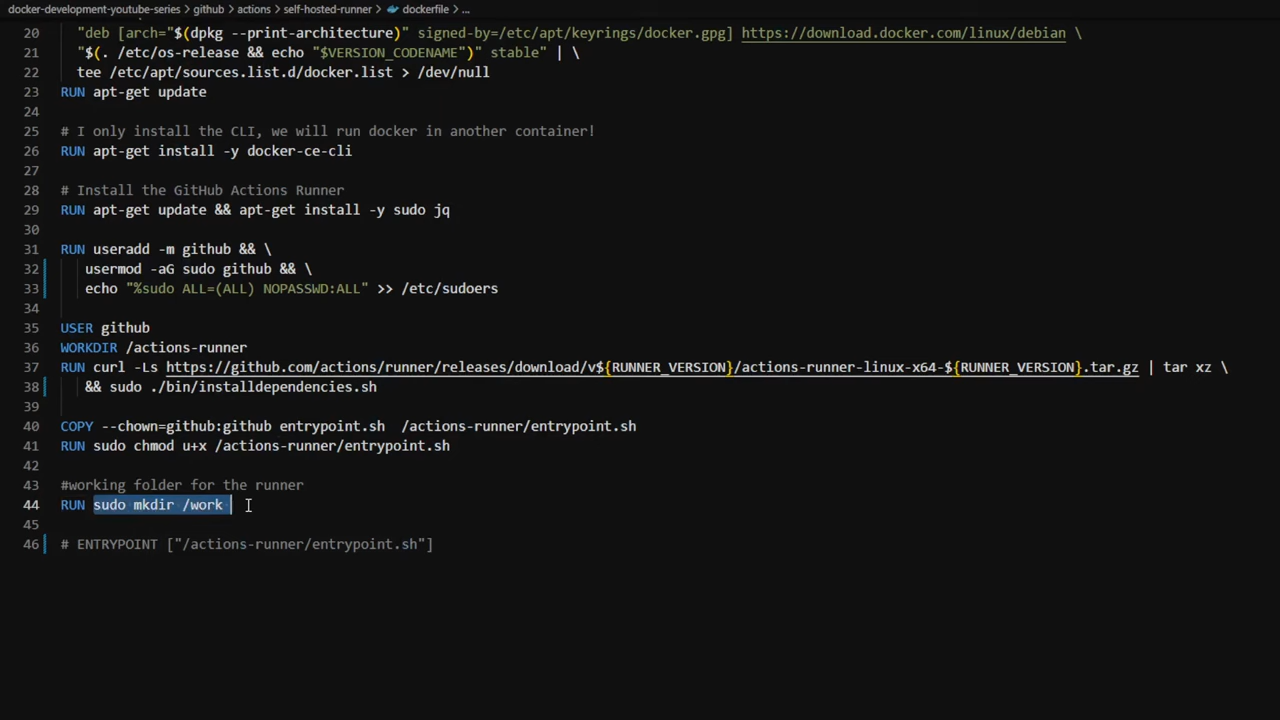 docker-development-youtube-series > github > actions > self-hosted-runner > dockerfile > ...
20 "deb [arch="$(dpkg --print-architecture)" signed-by=/etc/apt/keyrings/docker.gpg] https://download.docker.com/linux/debian \
21 "$(. /etc/os-release && echo "$VERSION_CODENAME")" stable" | \
22 tee /etc/apt/sources.list.d/docker.list > /dev/null
23 RUN apt-get update
24
25 # I only install the CLI, we will run docker in another container!
26 RUN apt-get install -y docker-ce-cli
27
28 # Install the GitHub Actions Runner
29 RUN apt-get update && apt-get install -y sudo jq
30
31 RUN useradd -m github && \
32 usermod -aG sudo github && \
33 echo "%sudo ALL=(ALL) NOPASSWD:ALL" >> /etc/sudoers
34
35 USER github
36 WORKDIR /actions-runner
37 RUN curl -Ls https://github.com/actions/runner/releases/download/v${RUNNER_VERSION}/actions-runner-linux-x64-${RUNNER_VERSION}.tar.gz | tar xz \
38 && sudo ./bin/installdependencies.sh
39
40 COPY --chown=github:github entrypoint.sh  /actions-runner/entrypoint.sh
41 RUN sudo chmod u+x /actions-runner/entrypoint.sh
42
43 #working folder for the runner
44 RUN sudo mkdir /work
45
46 # ENTRYPOINT ["/actions-runner/entrypoint.sh"]